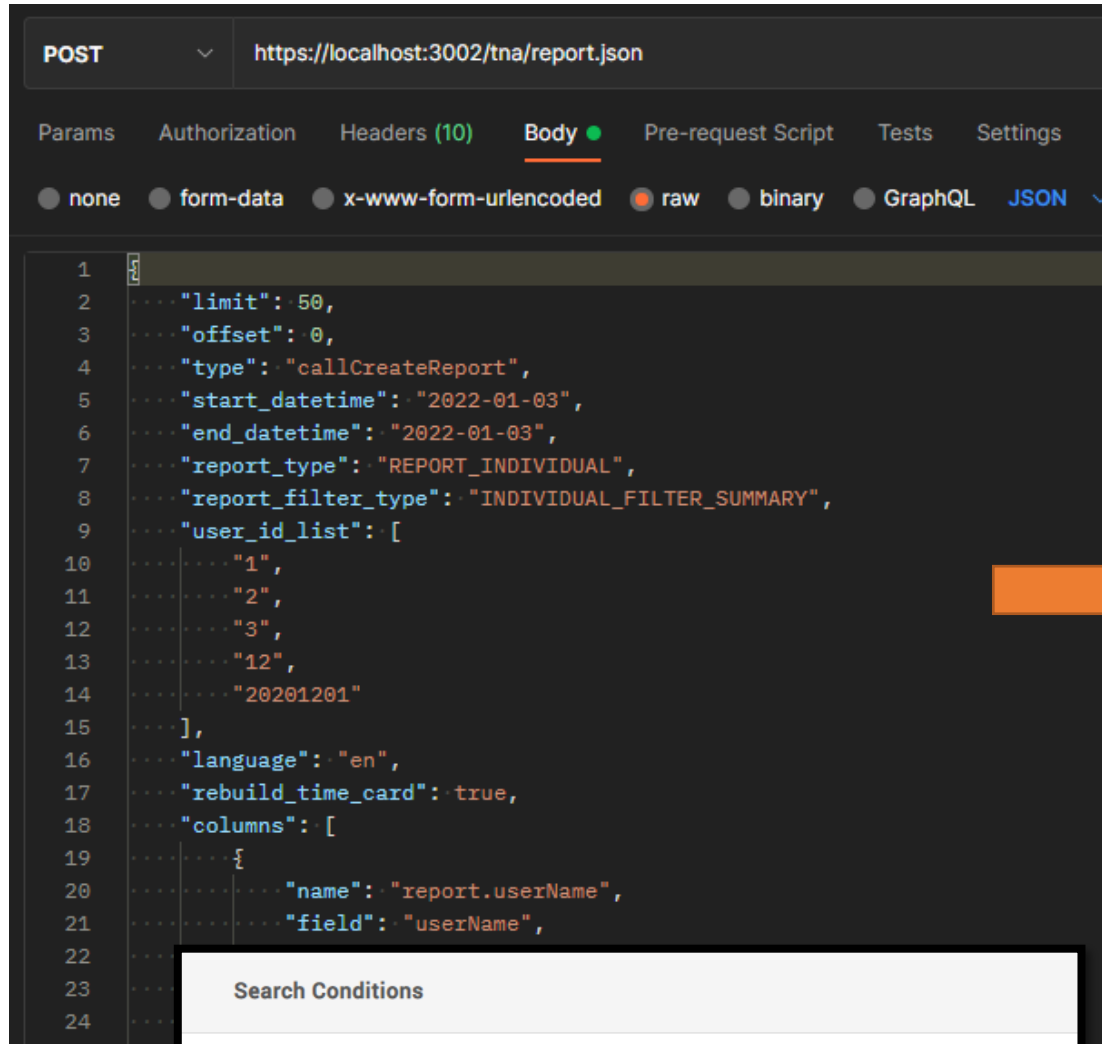 POST https://localhost:3002/tna/report.json
Params Authorization Headers (10) Body Pre-request Script Tests Settings
none form-data x-www-form-urlencoded raw binary GraphQL JSON
1 {
2 "limit": 50,
3 "offset": 0,
4 "type": "callCreateReport",
5 "start_datetime": "2022-01-03",
6 "end_datetime": "2022-01-03",
7 "report_type": "REPORT_INDIVIDUAL",
8 "report_filter_type": "INDIVIDUAL_FILTER_SUMMARY",
9 "user_id_list": [
10 "1",
11 "2",
12 "3",
13 "12",
14 "20201201"
15 ],
16 "language": "en",
17 "rebuild_time_card": true,
18 "columns": [
19 {
20 "name": "report.userName",
21 "field": "userName",
22
23 Search Conditions
24